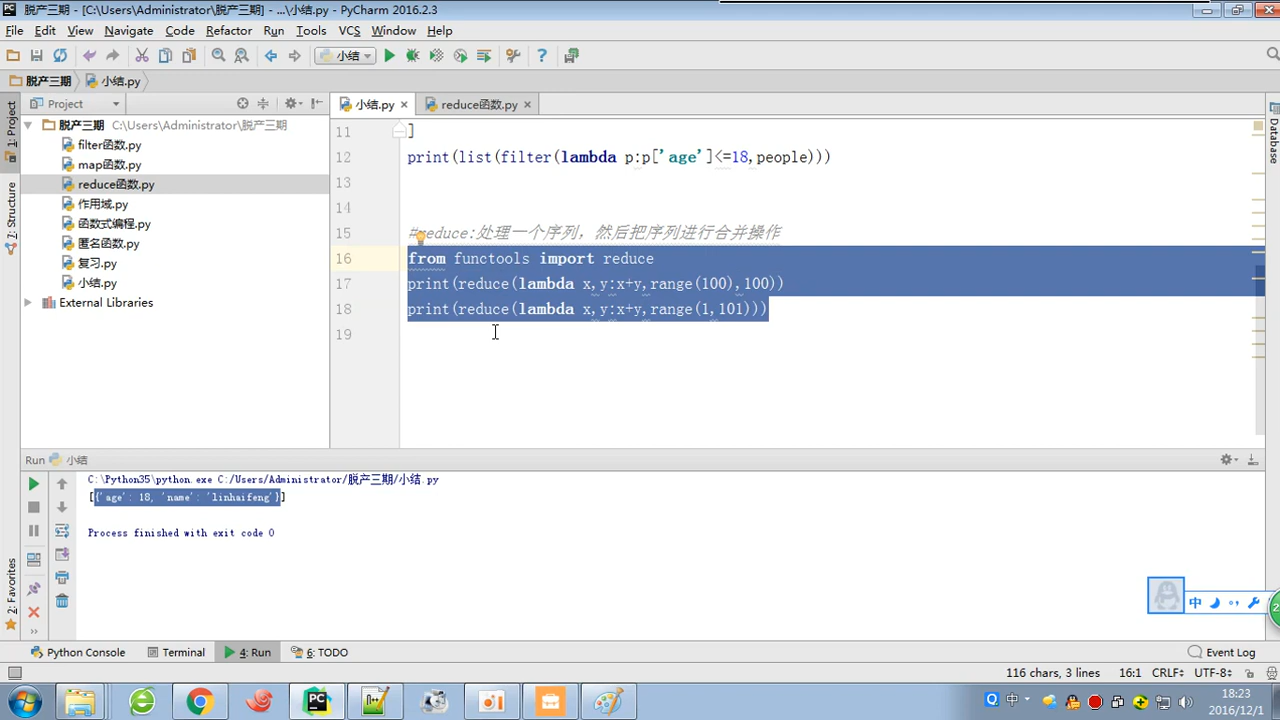 脱产三期 - [C:\Users\Administrator\脱产三期] - ...\小结.py - PyCharm 2016.2.3
File Edit View Navigate Code Refactor Run Tools VCS Window Help
小结
脱产三期 小结.py
Project
小结.py reduce函数.py
1: Project
脱产三期 C:\Users\Administrator\脱产三期
filter函数.py
map函数.py
reduce函数.py
作用域.py
函数式编程.py
匿名函数.py
复习.py
小结.py
External Libraries
7: Structure
2: Favorites
Database
11 ]
12 print(list(filter(lambda p:p['age']<=18,people)))
13
14
15 #reduce:处理一个序列，然后把序列进行合并操作
16 from functools import reduce
17 print(reduce(lambda x,y:x+y,range(100),100))
18 print(reduce(lambda x,y:x+y,range(1,101)))
19
Run 小结
C:\Python35\python.exe C:/Users/Administrator/脱产三期/小结.py
[{'age': 18, 'name': 'linhaifeng'}]
Process finished with exit code 0
中
Python Console Terminal 4: Run 6: TODO Event Log
116 chars, 3 lines 16:1 CRLF UTF-8
中
18:23
2016/12/1